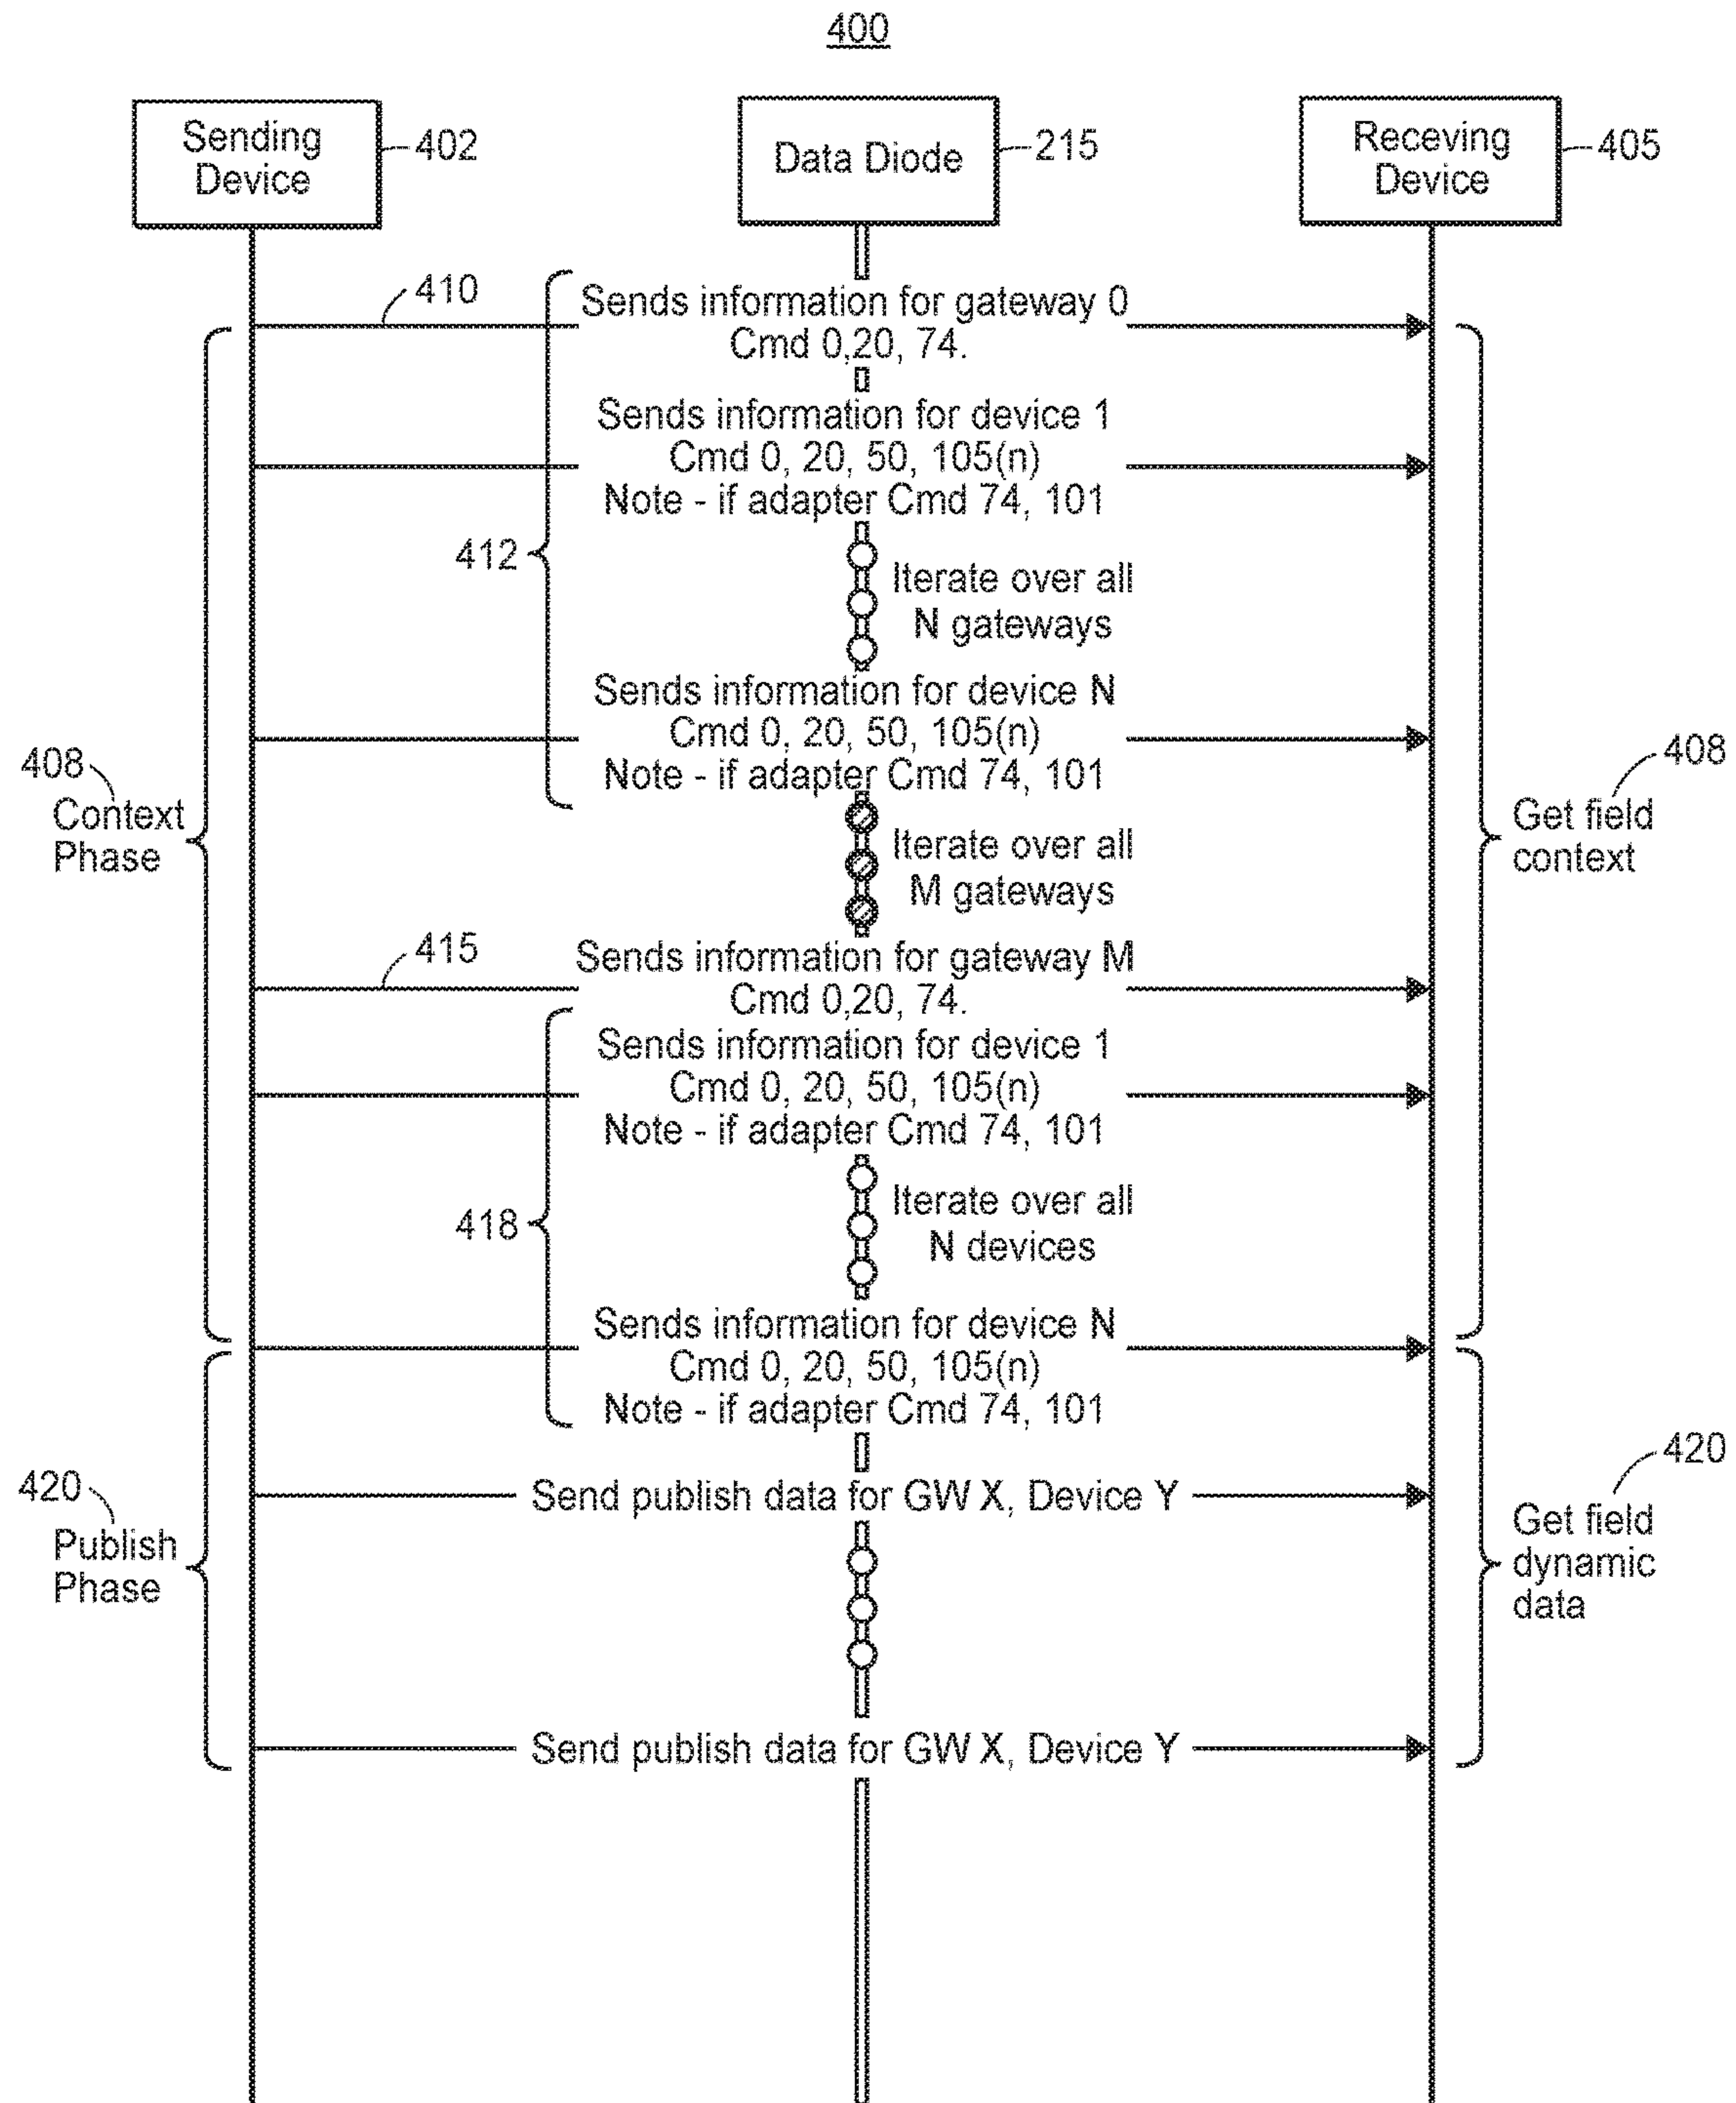 400
Sending
Device
402
Data Diode
215
Receving
Device
405
410
Sends information for gateway 0
Cmd 0,20, 74.
Sends information for device 1
Cmd 0, 20, 50, 105(n)
Note - if adapter Cmd 74, 101
412
Iterate over all
N gateways
Sends information for device N
Cmd 0, 20, 50, 105(n)
Note - if adapter Cmd 74, 101
408
Context
Phase
408
Get field
context
Iterate over all
M gateways
415
Sends information for gateway M
Cmd 0,20, 74.
Sends information for device 1
Cmd 0, 20, 50, 105(n)
Note - if adapter Cmd 74, 101
418
Iterate over all
N devices
Sends information for device N
Cmd 0, 20, 50, 105(n)
Note - if adapter Cmd 74, 101
420
Publish
Phase
Send publish data for GW X, Device Y
420
Get field
dynamic
data
Send publish data for GW X, Device Y